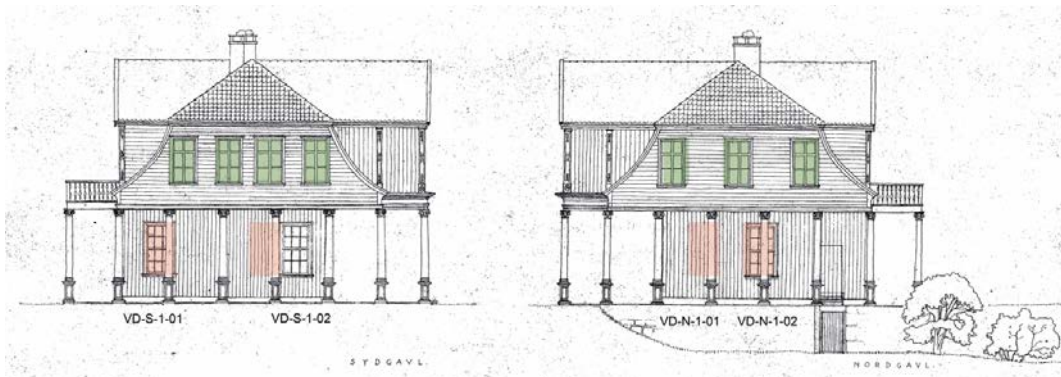 VD-S-1-01
VD-S-1-02
SYDGAVL.
VD-N-1-01
VD-N-1-02
NORDGAVL.